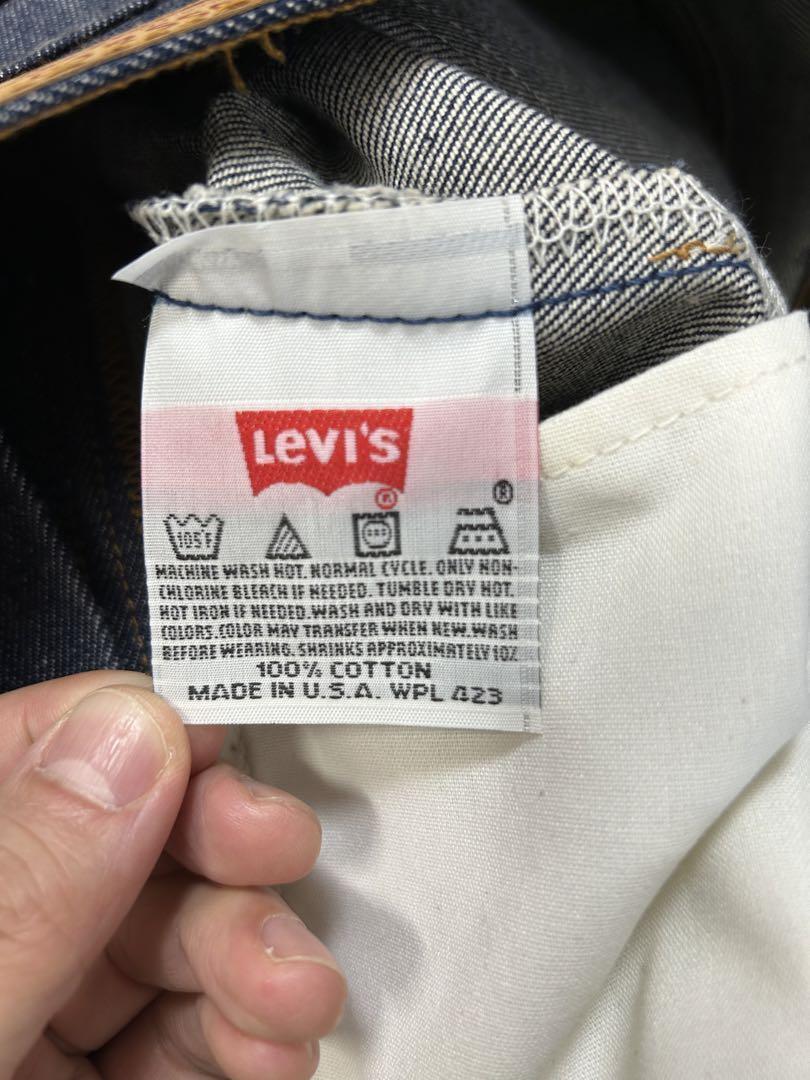 Levi's
®
®
105F
MACHINE WASH HOT. NORMAL CYCLE. ONLY NON-
CHLORINE BLEACH IF NEEDED. TUMBLE DRY HOT.
HOT IRON IF NEEDED.WASH AND DRY WITH LIKE
COLORS.COLOR MAY TRANSFER WHEN NEW.WASH
BEFORE WEARING. SHRINKS APPROXIMATELY 10%
100% COTTON
MADE IN U.S.A. WPL 423